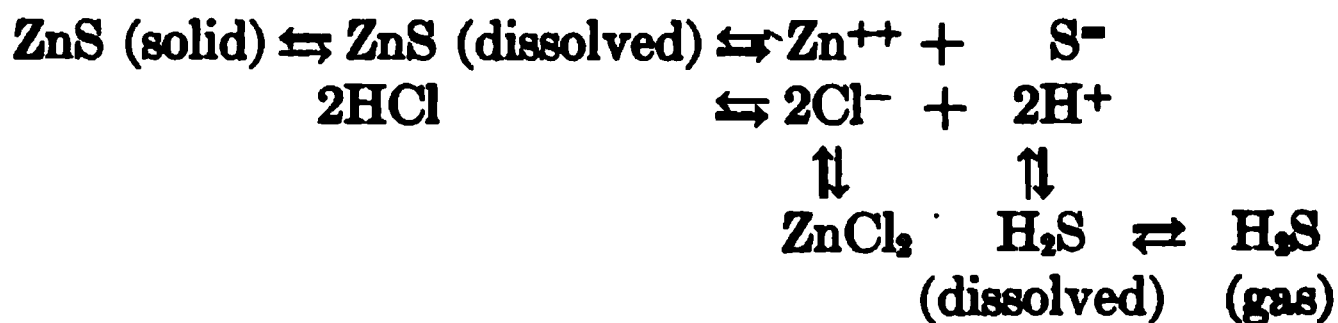 ZnS (solid) ⇆ ZnS (dissolved) ⇆ Zn⁺⁺ + S⁼
2HCl ⇆ 2Cl⁻ + 2H⁺
⇅ ⇅
ZnCl₂ H₂S ⇄ H₂S
(dissolved) (gas)